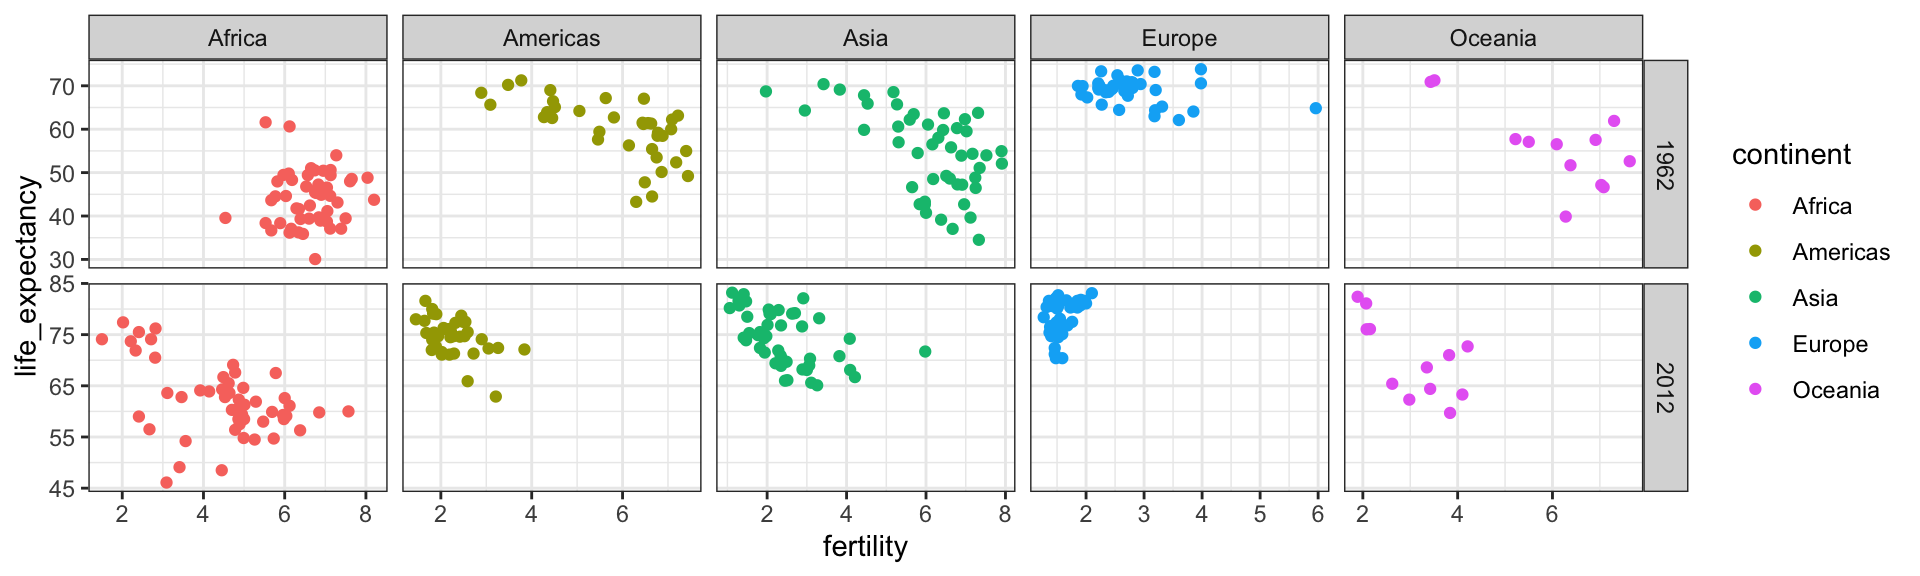 Africa Americas Asia Europe Oceania
70
60
50
40
30
1962
85
75
65
55
45
2012
life_expectancy
2 4 6 8 2 4 6 2 4 6 8 2 3 4 5 6 2 4 6
fertility
continent
Africa
Americas
Asia
Europe
Oceania